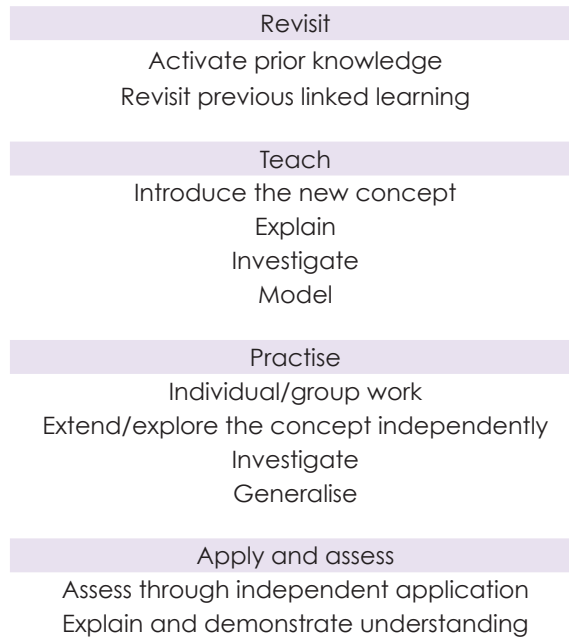 Revisit
Activate prior knowledge
Revisit previous linked learning
Teach
Introduce the new concept
Explain
Investigate
Model
Practise
Individual/group work
Extend/explore the concept independently
Investigate
Generalise
Apply and assess
Assess through independent application
Explain and demonstrate understanding